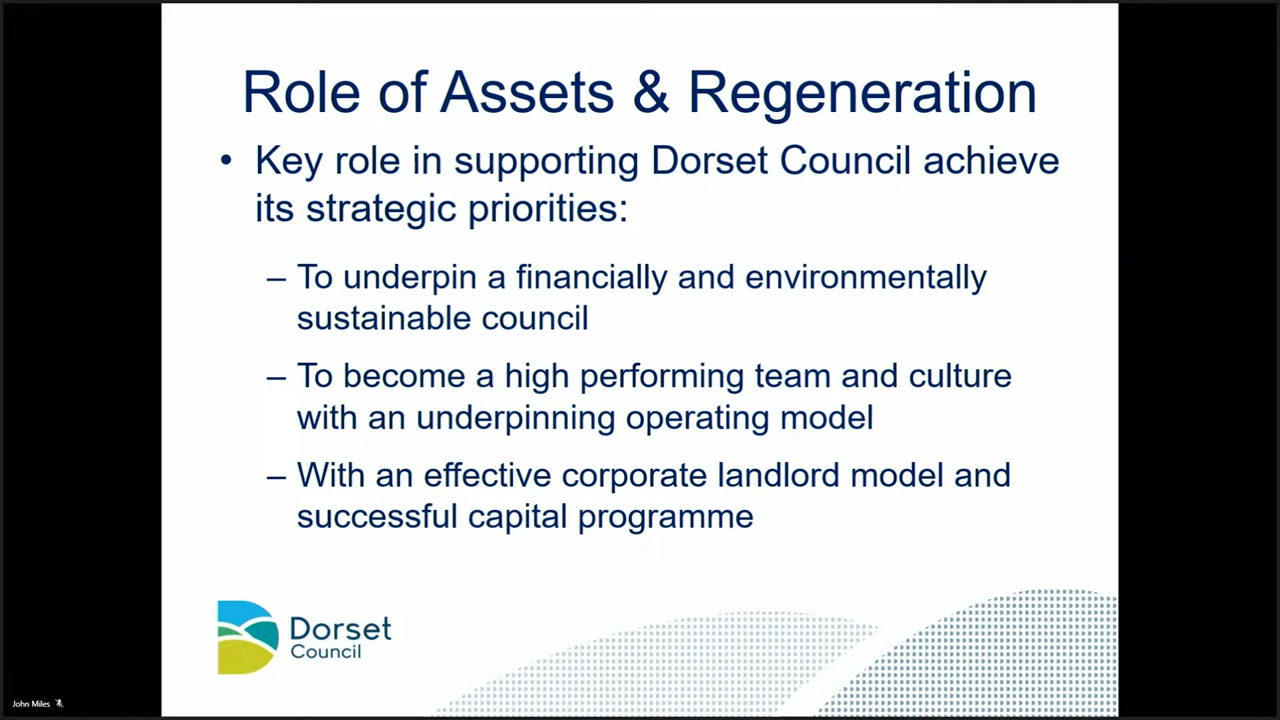 Role of Assets & Regeneration
• Key role in supporting Dorset Council achieve
its strategic priorities:
– To underpin a financially and environmentally
sustainable council
– To become a high performing team and culture
with an underpinning operating model
– With an effective corporate landlord model and
successful capital programme
Dorset
Council
John Miles